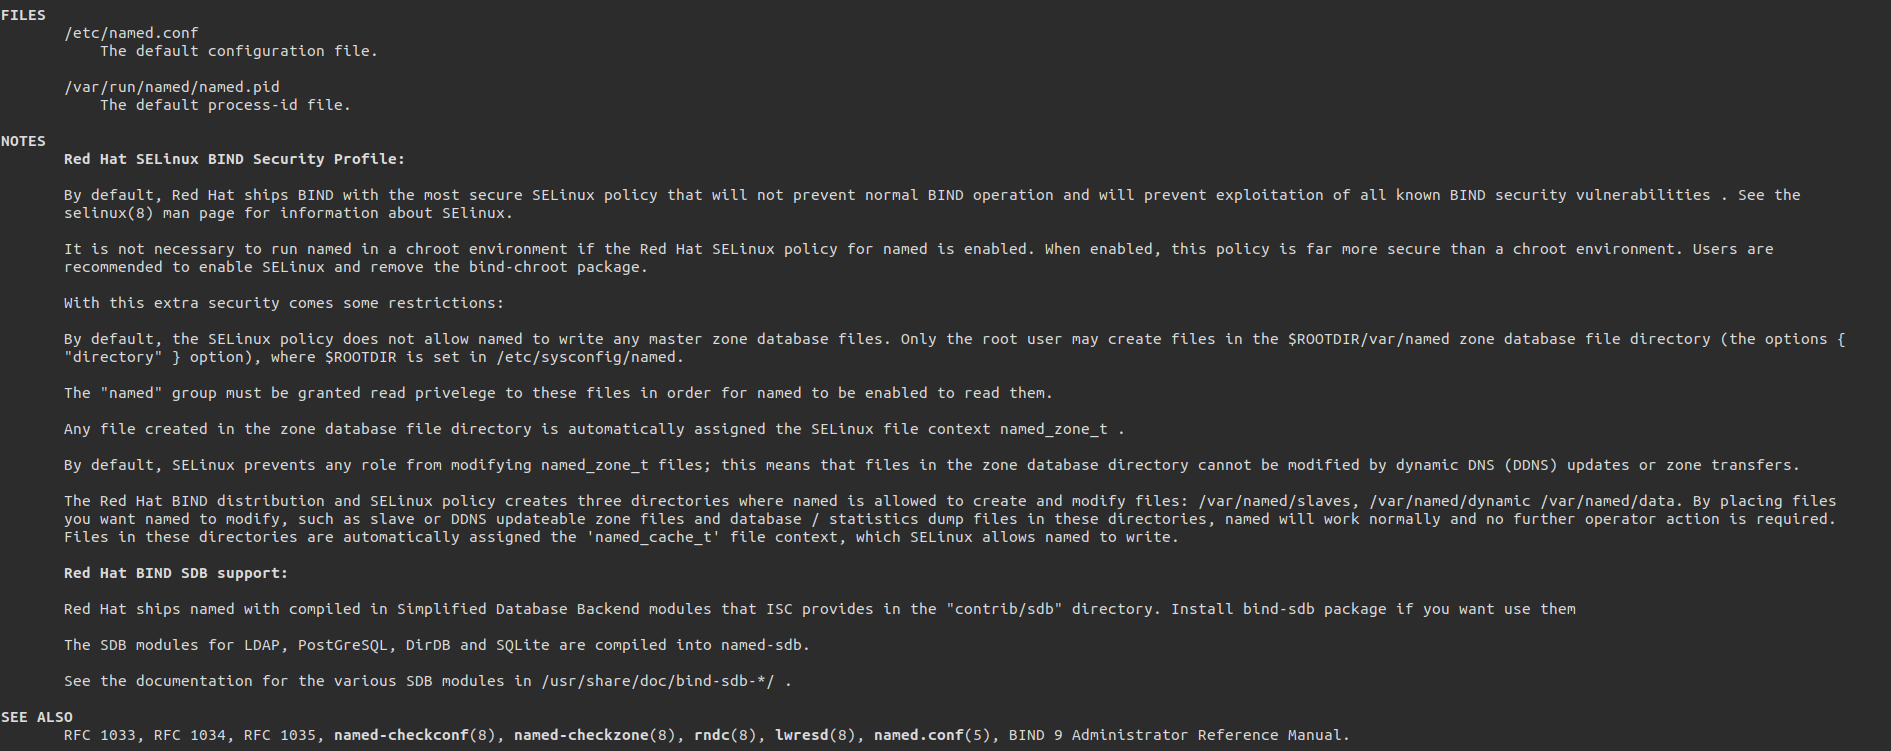 FILES
/etc/named.conf
The default configuration file.
/var/run/named/named.pid
The default process-id file.
NOTES
Red Hat SELinux BIND Security Profile:
By default, Red Hat ships BIND with the most secure SELinux policy that will not prevent normal BIND operation and will prevent exploitation of all known BIND security vulnerabilities . See the
selinux(8) man page for information about SElinux.
It is not necessary to run named in a chroot environment if the Red Hat SELinux policy for named is enabled. When enabled, this policy is far more secure than a chroot environment. Users are
recommended to enable SELinux and remove the bind-chroot package.
With this extra security comes some restrictions:
By default, the SELinux policy does not allow named to write any master zone database files. Only the root user may create files in the $ROOTDIR/var/named zone database file directory (the options {
"directory" } option), where $ROOTDIR is set in /etc/sysconfig/named.
The "named" group must be granted read privelege to these files in order for named to be enabled to read them.
Any file created in the zone database file directory is automatically assigned the SELinux file context named_zone_t .
By default, SELinux prevents any role from modifying named_zone_t files; this means that files in the zone database directory cannot be modified by dynamic DNS (DDNS) updates or zone transfers.
The Red Hat BIND distribution and SELinux policy creates three directories where named is allowed to create and modify files: /var/named/slaves, /var/named/dynamic /var/named/data. By placing files
you want named to modify, such as slave or DDNS updateable zone files and database / statistics dump files in these directories, named will work normally and no further operator action is required.
Files in these directories are automatically assigned the 'named_cache_t' file context, which SELinux allows named to write.
Red Hat BIND SDB support:
Red Hat ships named with compiled in Simplified Database Backend modules that ISC provides in the "contrib/sdb" directory. Install bind-sdb package if you want use them
The SDB modules for LDAP, PostGreSQL, DirDB and SQLite are compiled into named-sdb.
See the documentation for the various SDB modules in /usr/share/doc/bind-sdb-*/ .
SEE ALSO
RFC 1033, RFC 1034, RFC 1035, named-checkconf(8), named-checkzone(8), rndc(8), lwresd(8), named.conf(5), BIND 9 Administrator Reference Manual.